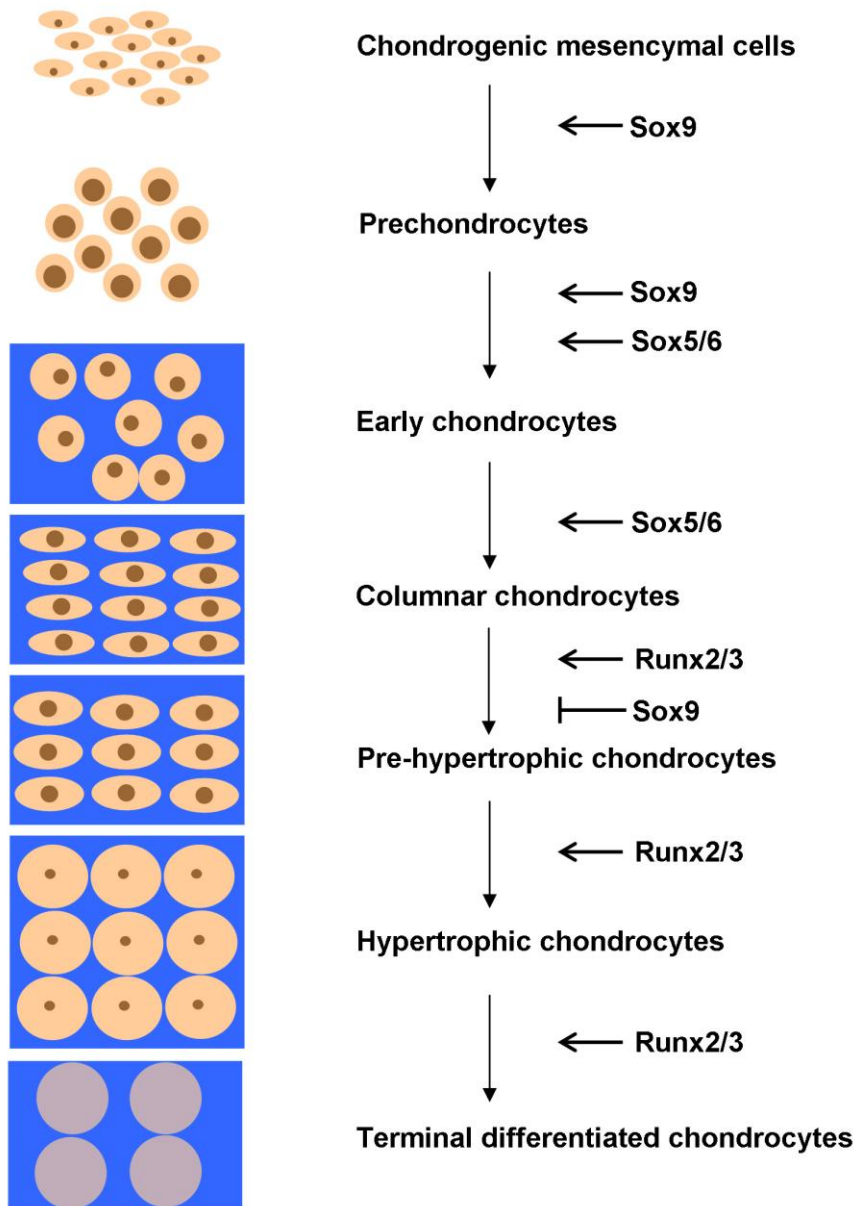 Chondrogenic mesencymal cells
Sox9
Prechondrocytes
Sox9
Sox5/6
Early chondrocytes
Sox5/6
Columnar chondrocytes
Runx2/3
Sox9
Pre-hypertrophic chondrocytes
Runx2/3
Hypertrophic chondrocytes
Runx2/3
Terminal differentiated chondrocytes